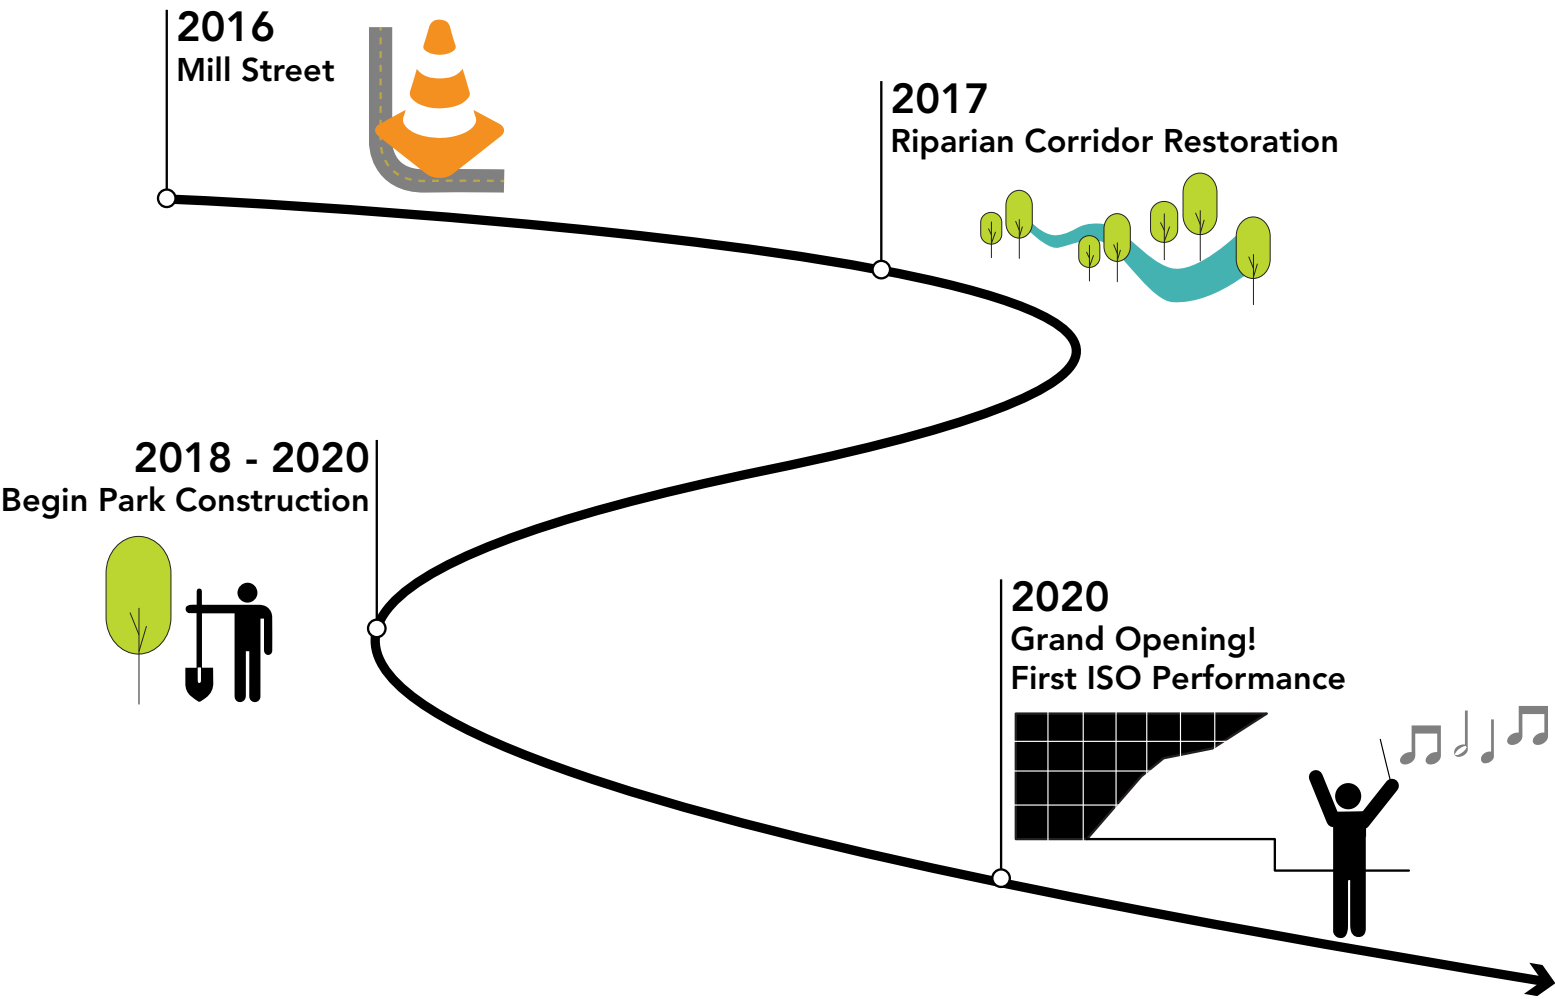 2016
Mill Street
2017
Riparian Corridor Restoration
2018 - 2020
Begin Park Construction
2020
Grand Opening!
First ISO Performance